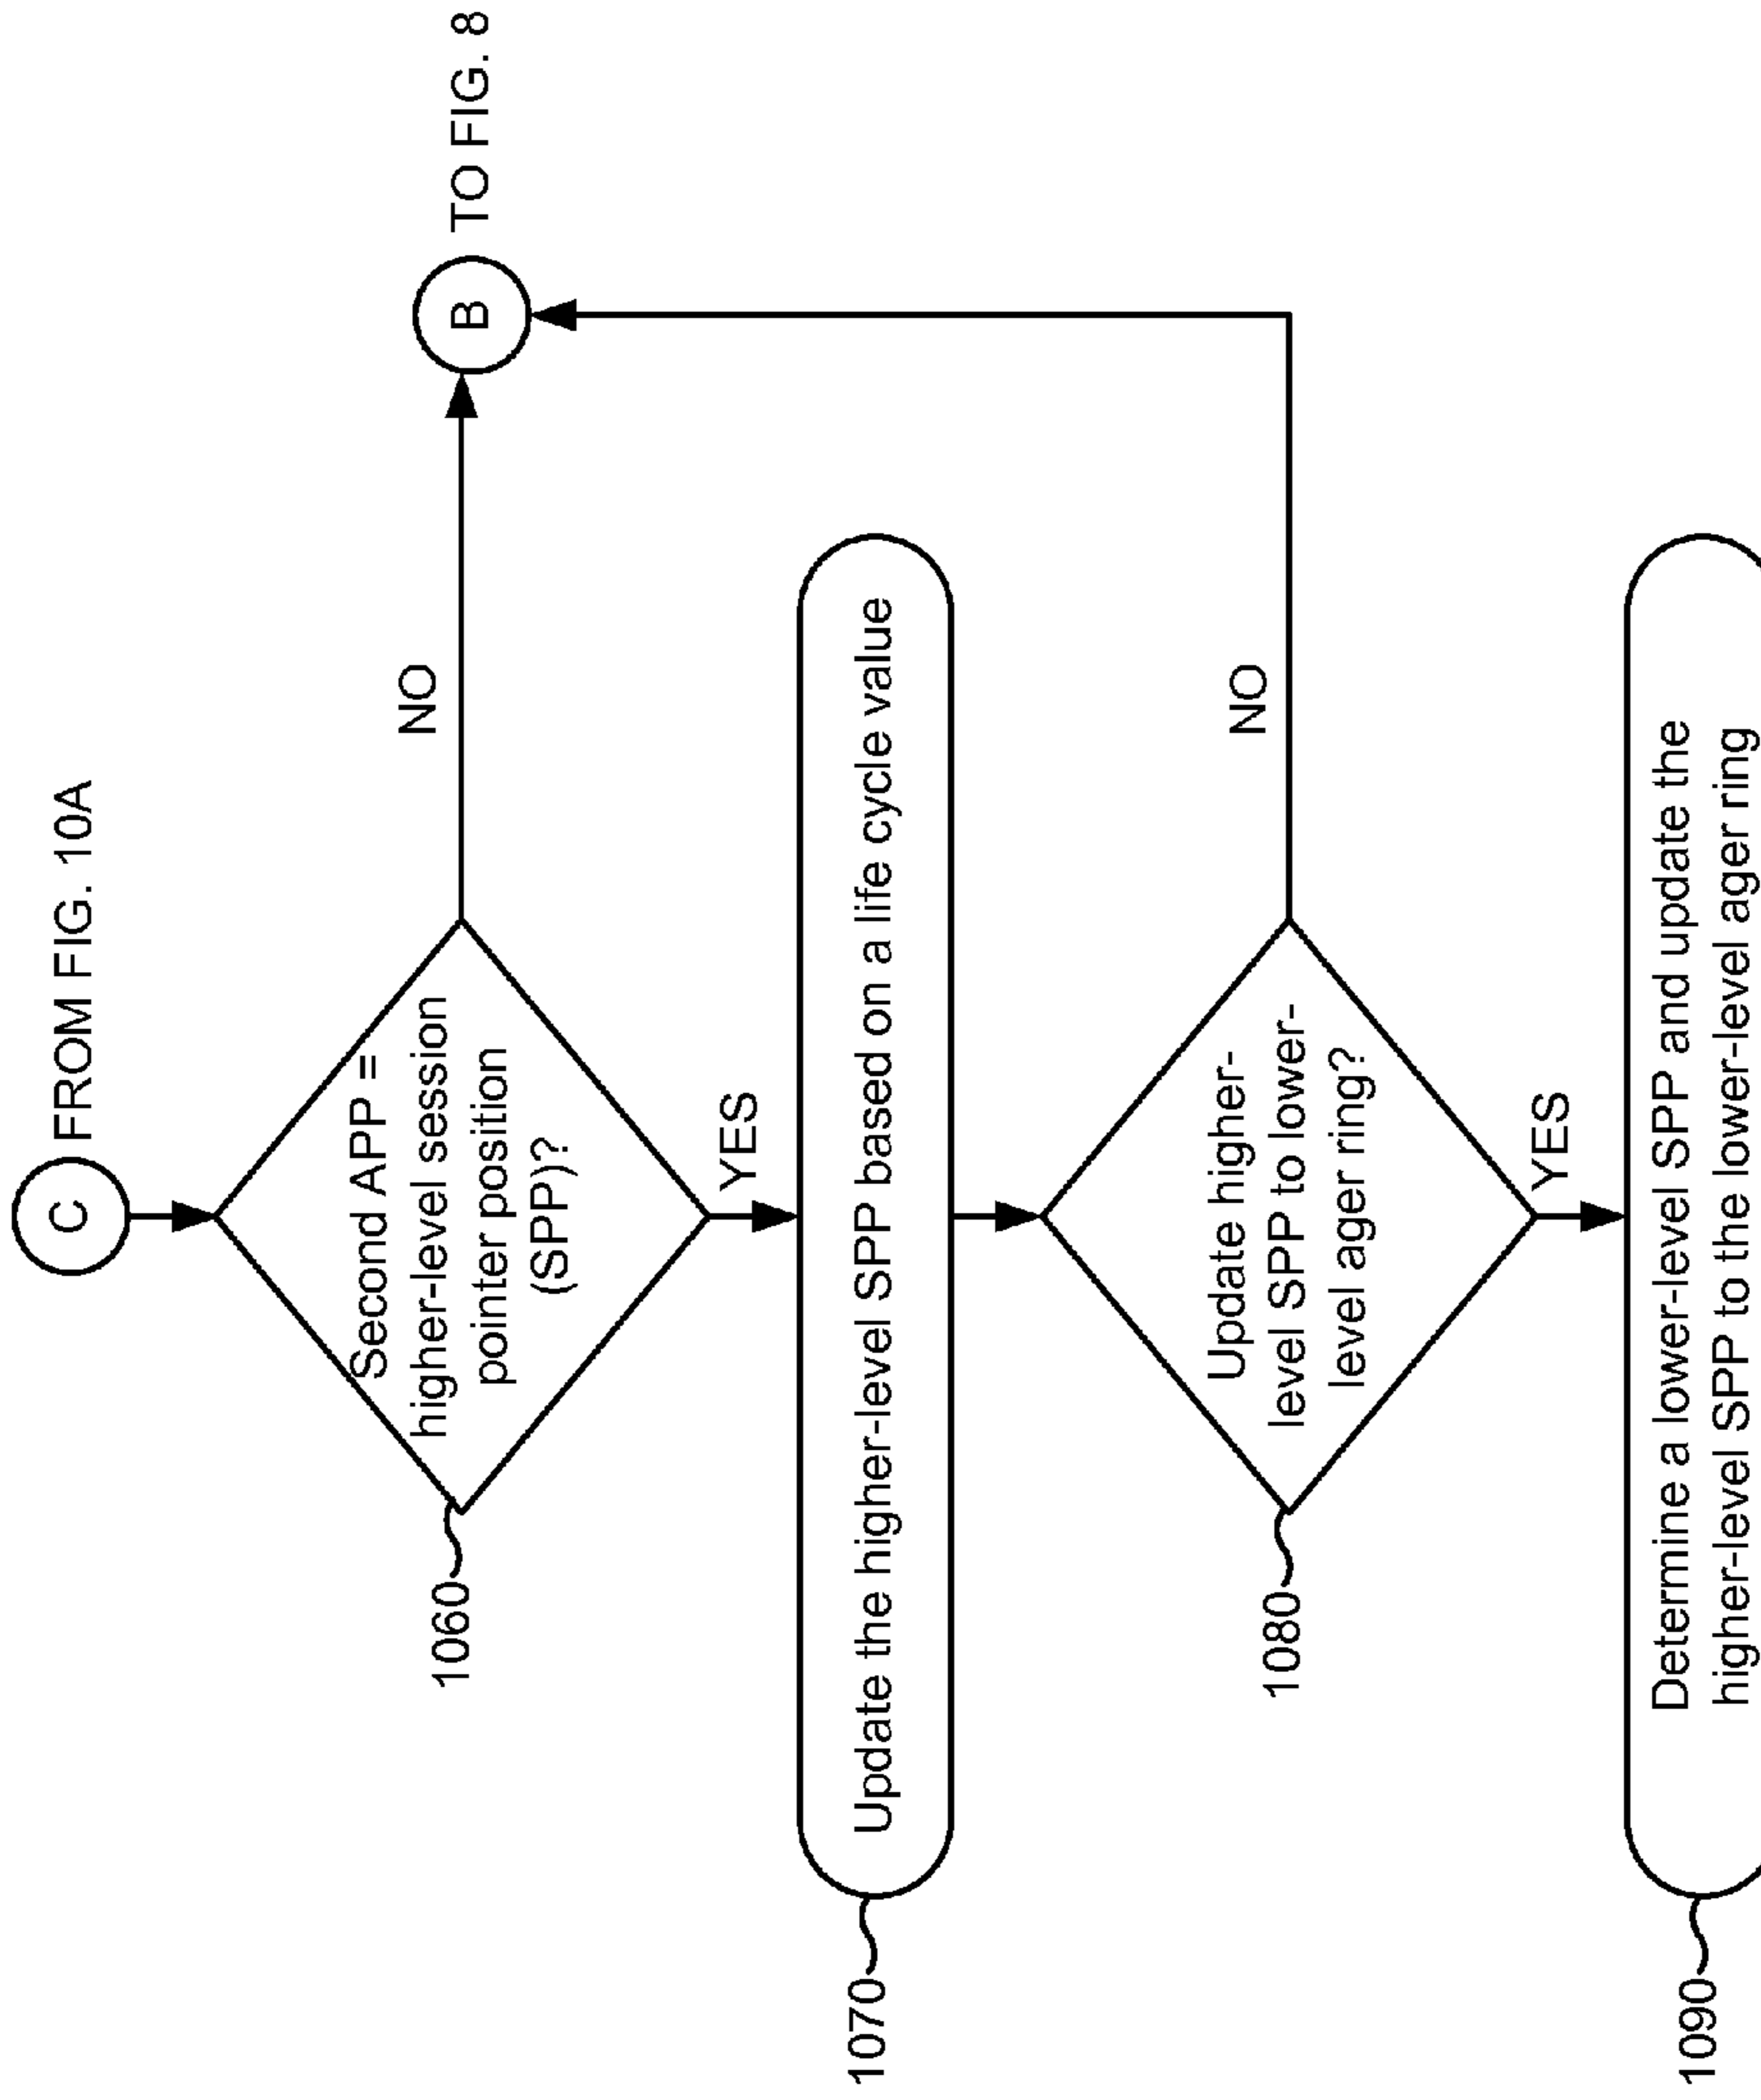 FROM FIG. 10A
C
1060
Second APP =
higher-level session
pointer position
(SPP)?
NO
B
TO FIG. 8
YES
1070
Update the higher-level SPP based on a life cycle value
1080
Update higher-
level SPP to lower-
level ager ring?
NO
YES
1090
Determine a lower-level SPP and update the
higher-level SPP to the lower-level ager ring